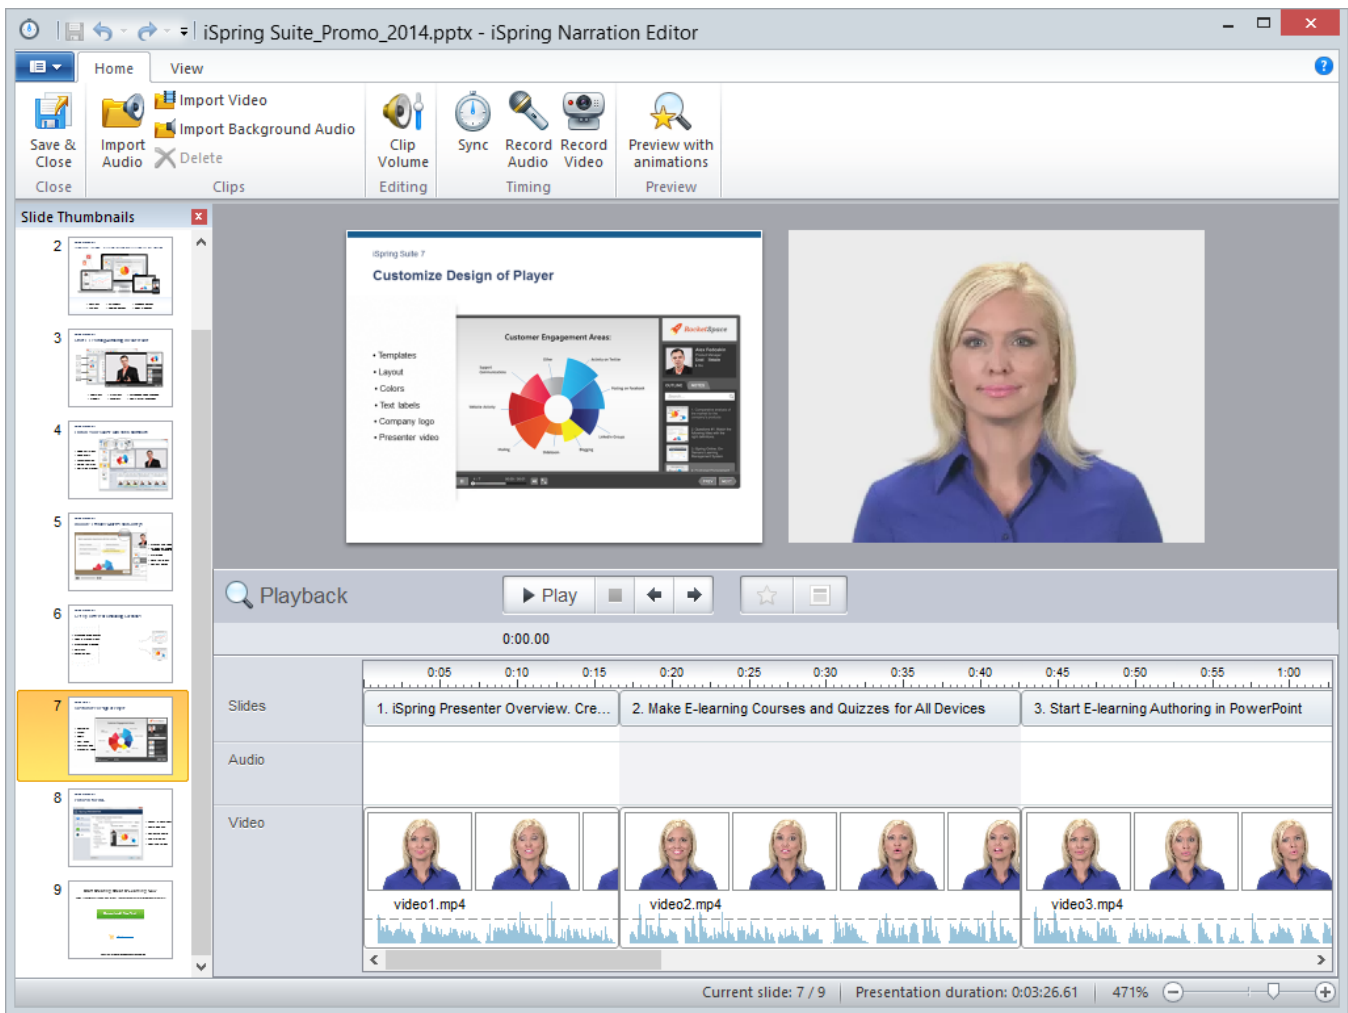 iSpring Suite_Promo_2014.pptx - iSpring Narration Editor
Home View
Save & Close
Import Audio
Import Video
Import Background Audio
Delete
Clip Volume
Sync
Record Audio
Record Video
Preview with animations
Close Clips Editing Timing Preview
Slide Thumbnails
2
3
4
5
6
7
8
9
iSpring Suite 7
Customize Design of Player
• Templates
• Layout
• Colors
• Text labels
• Company logo
• Presenter video
Customer Engagement Areas:
RocketSpace
Playback
Play
0:00.00
0:05 0:10 0:15 0:20 0:25 0:30 0:35 0:40 0:45 0:50 0:55 1:00
Slides
1. iSpring Presenter Overview. Cre...
2. Make E-learning Courses and Quizzes for All Devices
3. Start E-learning Authoring in PowerPoint
Audio
Video
video1.mp4
video2.mp4
video3.mp4
Current slide: 7 / 9
Presentation duration: 0:03:26.61
471%